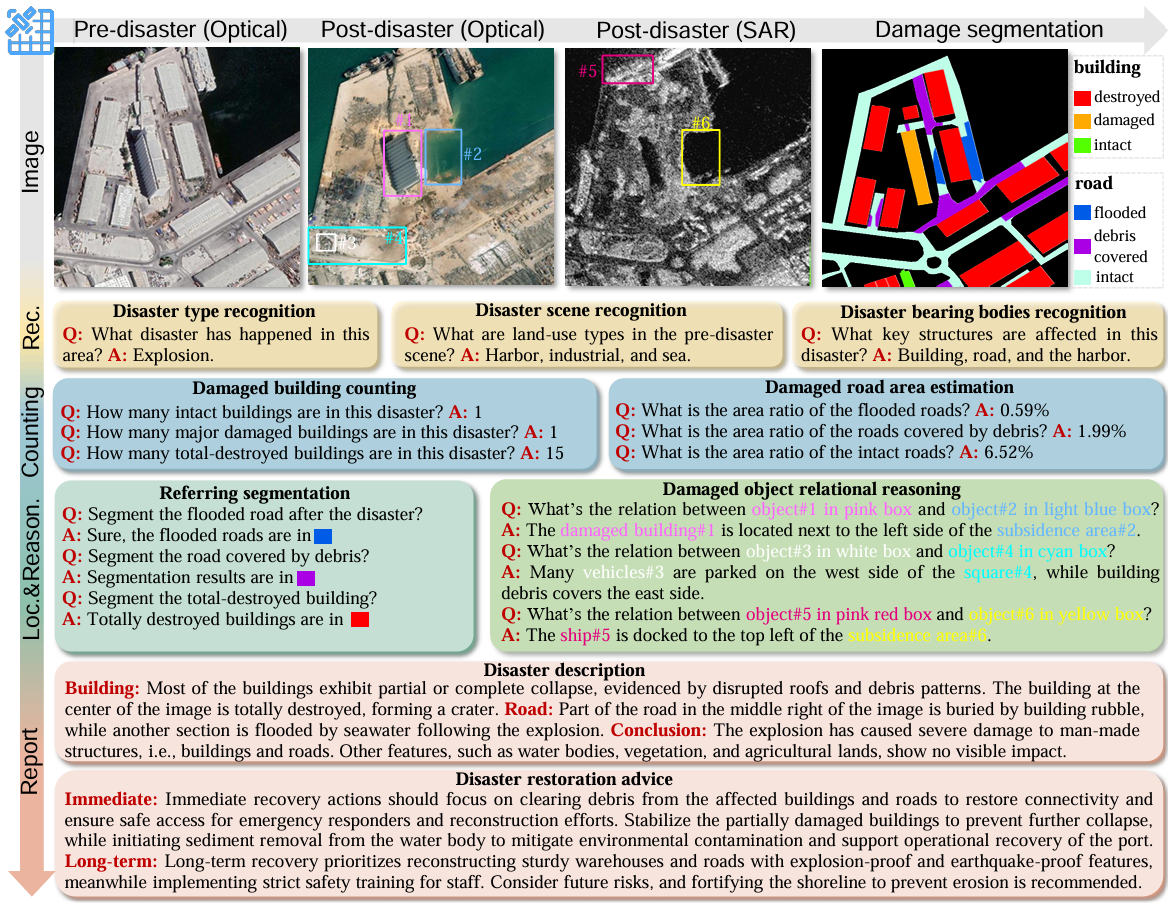 Pre-disaster (Optical)
Post-disaster (Optical)
Post-disaster (SAR)
Damage segmentation
Image
#1
#2
#3
#4
#5
#6
building
destroyed
damaged
intact
road
flooded
debris
covered
intact
Rec.
Disaster type recognition
Q: What disaster has happened in this
area? A: Explosion.
Disaster scene recognition
Q: What are land-use types in the pre-disaster
scene? A: Harbor, industrial, and sea.
Disaster bearing bodies recognition
Q: What key structures are affected in this
disaster? A: Building, road, and the harbor.
Counting
Damaged building counting
Q: How many intact buildings are in this disaster? A: 1
Q: How many major damaged buildings are in this disaster? A: 1
Q: How many total-destroyed buildings are in this disaster? A: 15
Damaged road area estimation
Q: What is the area ratio of the flooded roads? A: 0.59%
Q: What is the area ratio of the roads covered by debris? A: 1.99%
Q: What is the area ratio of the intact roads? A: 6.52%
Loc.&Reason.
Referring segmentation
Q: Segment the flooded road after the disaster?
A: Sure, the flooded roads are in
Q: Segment the road covered by debris?
A: Segmentation results are in
Q: Segment the total-destroyed building?
A: Totally destroyed buildings are in
Damaged object relational reasoning
Q: What's the relation between object#1 in pink box and object#2 in light blue box?
A: The damaged building#1 is located next to the left side of the subsidence area#2.
Q: What's the relation between object#3 in white box and object#4 in cyan box?
A: Many vehicles#3 are parked on the west side of the square#4, while building
debris covers the east side.
Q: What's the relation between object#5 in pink red box and object#6 in yellow box?
A: The ship#5 is docked to the top left of the subsidence area#6.
Report
Disaster description
Building: Most of the buildings exhibit partial or complete collapse, evidenced by disrupted roofs and debris patterns. The building at the
center of the image is totally destroyed, forming a crater. Road: Part of the road in the middle right of the image is buried by building rubble,
while another section is flooded by seawater following the explosion. Conclusion: The explosion has caused severe damage to man-made
structures, i.e., buildings and roads. Other features, such as water bodies, vegetation, and agricultural lands, show no visible impact.
Disaster restoration advice
Immediate: Immediate recovery actions should focus on clearing debris from the affected buildings and roads to restore connectivity and
ensure safe access for emergency responders and reconstruction efforts. Stabilize the partially damaged buildings to prevent further collapse,
while initiating sediment removal from the water body to mitigate environmental contamination and support operational recovery of the port.
Long-term: Long-term recovery prioritizes reconstructing sturdy warehouses and roads with explosion-proof and earthquake-proof features,
meanwhile implementing strict safety training for staff. Consider future risks, and fortifying the shoreline to prevent erosion is recommended.